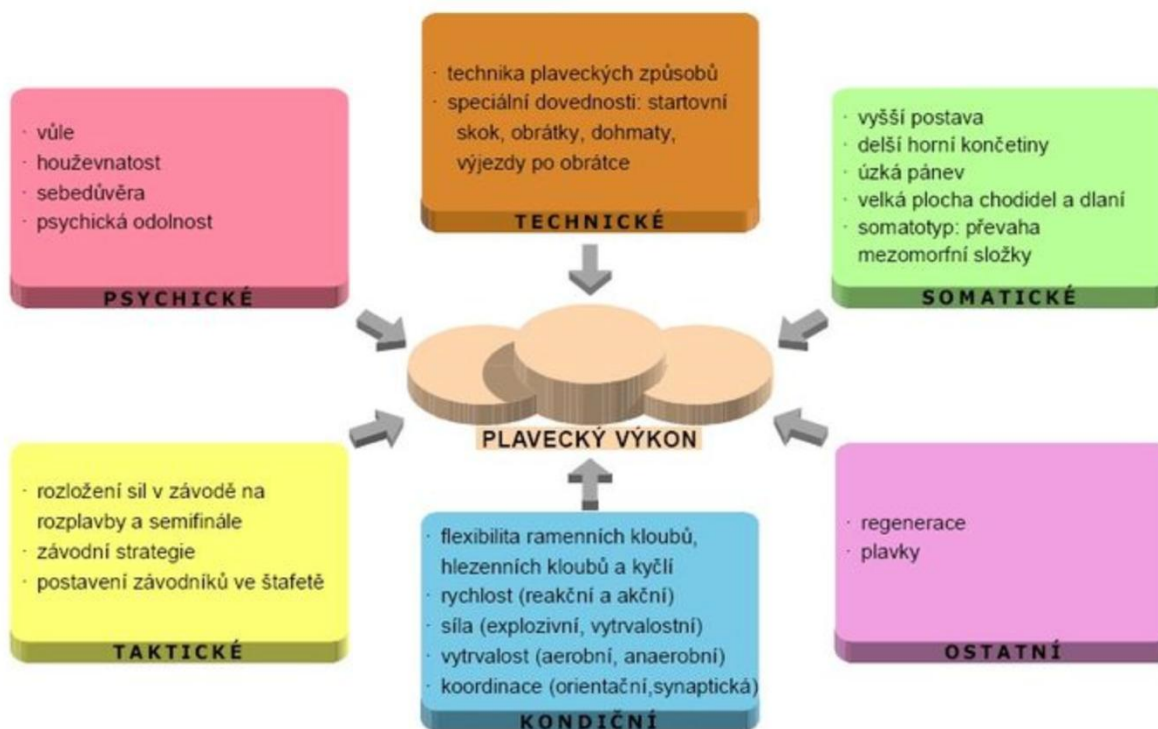 · technika plaveckých způsobů
· speciální dovednosti: startovní
skok, obrátky, dohmaty,
výjezdy po obrátce
TECHNICKÉ
· vůle
· houževnatost
· sebedůvěra
· psychická odolnost
PSYCHICKÉ
· vyšší postava
· delší horní končetiny
· úzká pánev
· velká plocha chodidel a dlaní
· somatotyp: převaha
mezomorfní složky
SOMATICKÉ
PLAVECKÝ VÝKON
· rozložení sil v závodě na
rozplavby a semifinále
· závodní strategie
· postavení závodníků ve štafetě
TAKTICKÉ
· flexibilita ramenních kloubů,
hlezenních kloubů a kyčlí
· rychlost (reakční a akční)
· síla (explozivní, vytrvalostní)
· vytrvalost (aerobní, anaerobní)
· koordinace (orientační,synaptická)
KONDIČNÍ
· regenerace
· plavky
OSTATNÍ